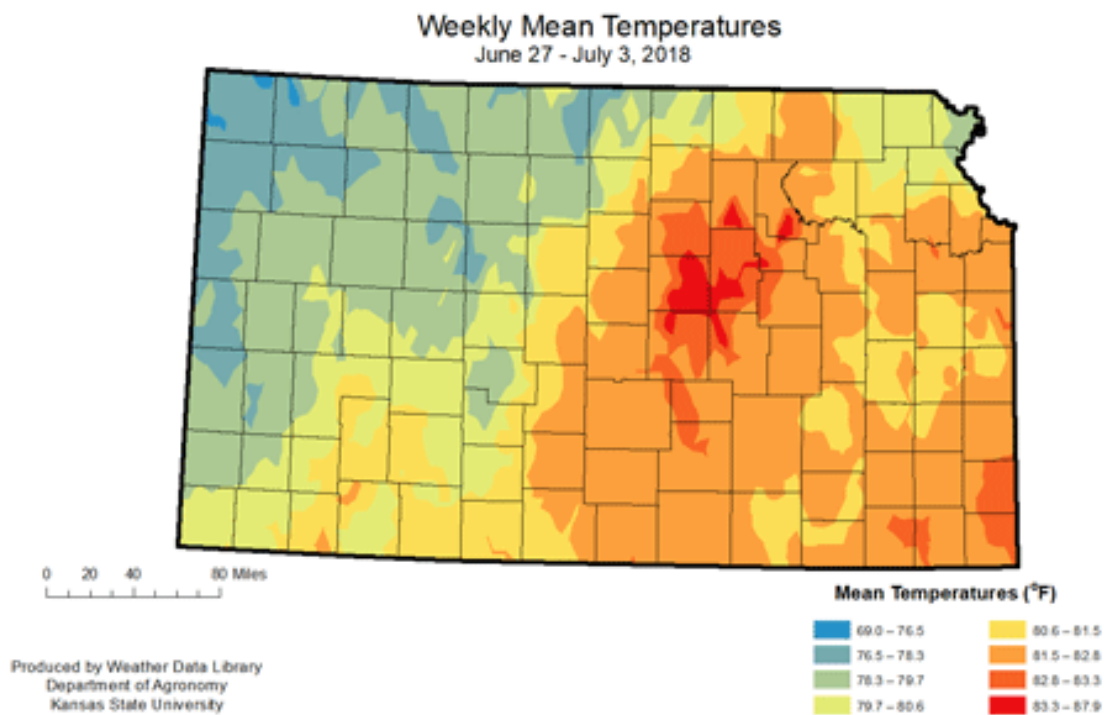 Weekly Mean Temperatures
June 27 - July 3, 2018
0 20 40 80 Miles
Mean Temperatures (°F)
69.0 – 76.5
76.5 – 78.3
78.3 – 79.7
79.7 – 80.6
80.6 – 81.5
81.5 – 82.8
82.8 – 83.3
83.3 – 87.9
Produced by Weather Data Library
Department of Agronomy
Kansas State University